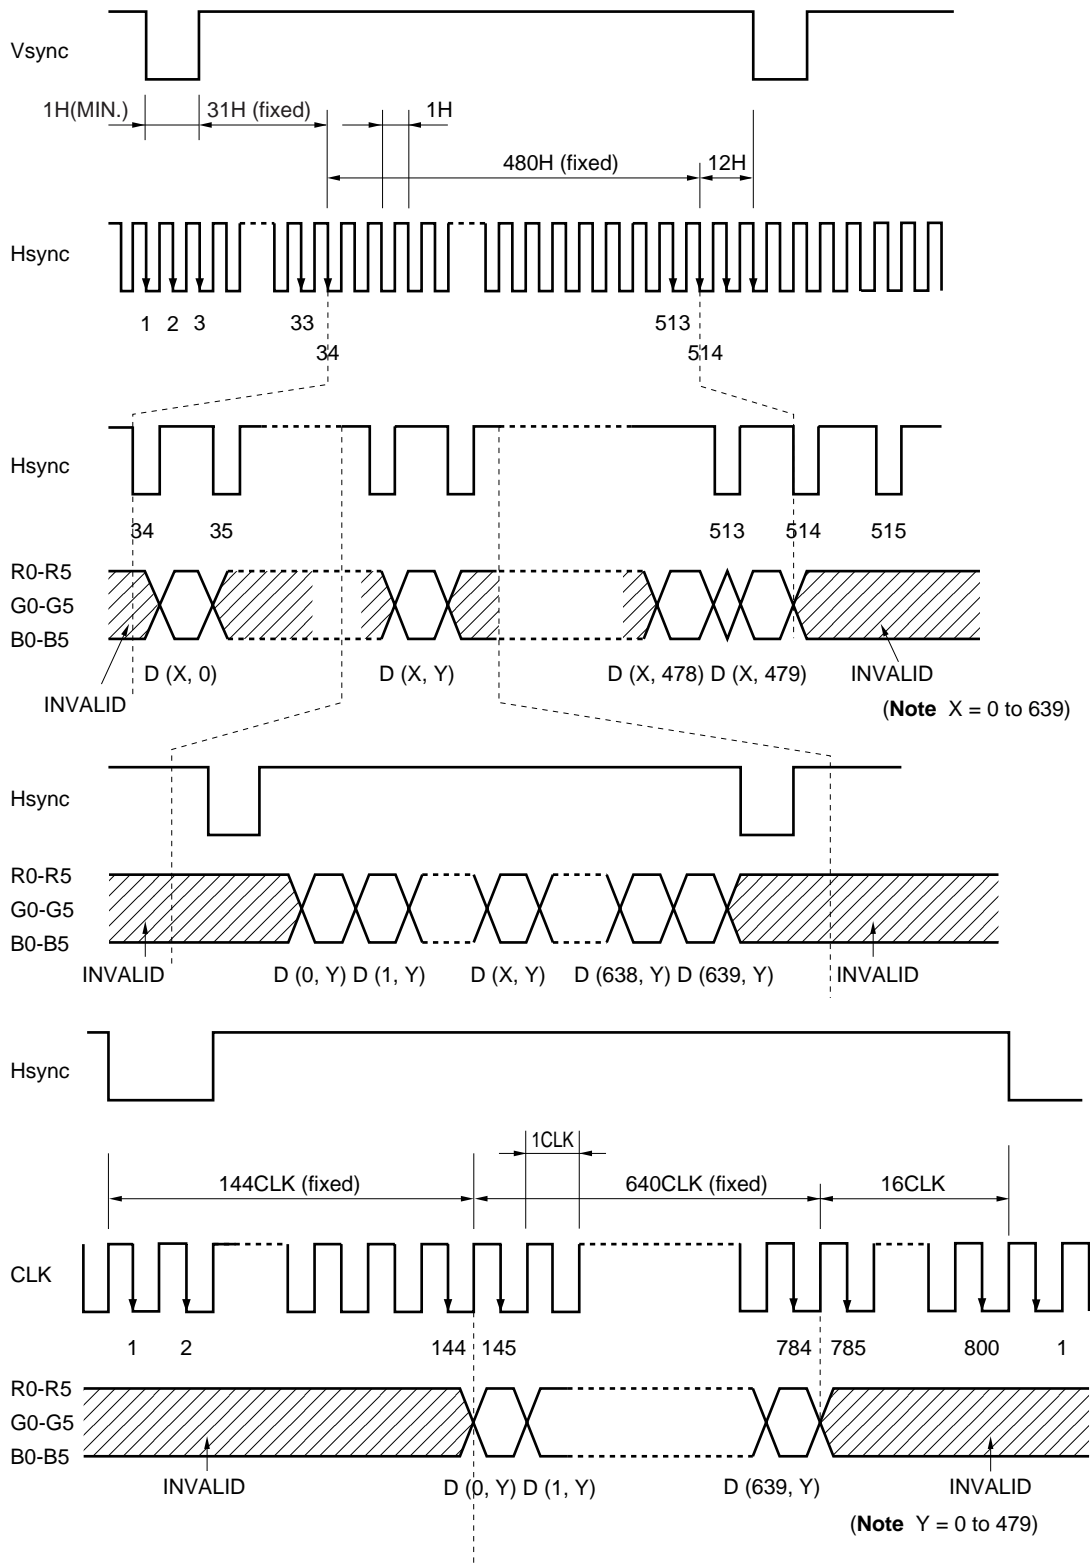 Vsync
1H(MIN.) 31H (fixed) 1H
480H (fixed) 12H
Hsync
1 2 3 33 513
34 514
Hsync
34 35 513 514 515
R0-R5
G0-G5
B0-B5
D (X, 0) D (X, Y) D (X, 478) D (X, 479) INVALID
INVALID
(Note X = 0 to 639)
Hsync
R0-R5
G0-G5
B0-B5
INVALID D (0, Y) D (1, Y) D (X, Y) D (638, Y) D (639, Y) INVALID
Hsync
1CLK
144CLK (fixed) 640CLK (fixed) 16CLK
CLK
1 2 144 145 784 785 800 1
R0-R5
G0-G5
B0-B5
INVALID D (0, Y) D (1, Y) D (639, Y) INVALID
(Note Y = 0 to 479)